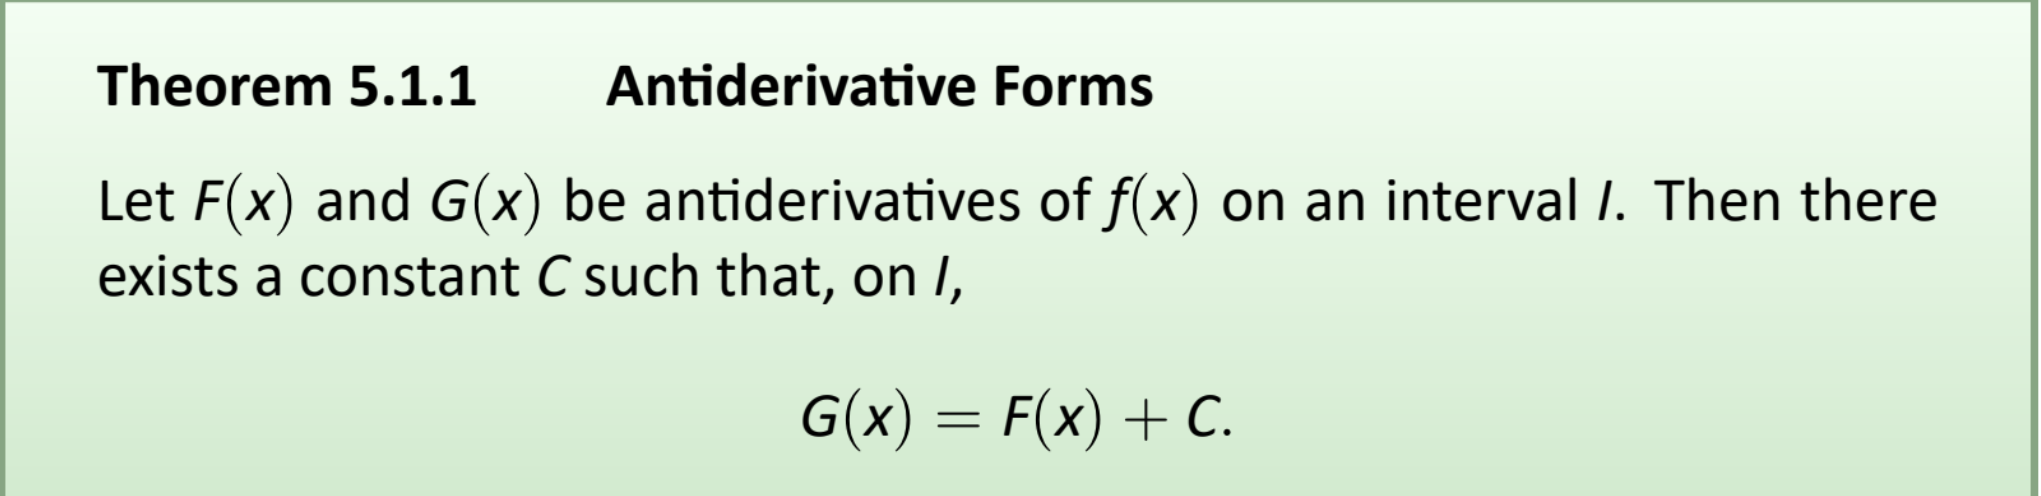 Theorem 5.1.1 Antiderivative Forms
Let F(x) and G(x) be antiderivatives of f(x) on an interval I. Then there
exists a constant C such that, on I,
G(x) = F(x) + C.